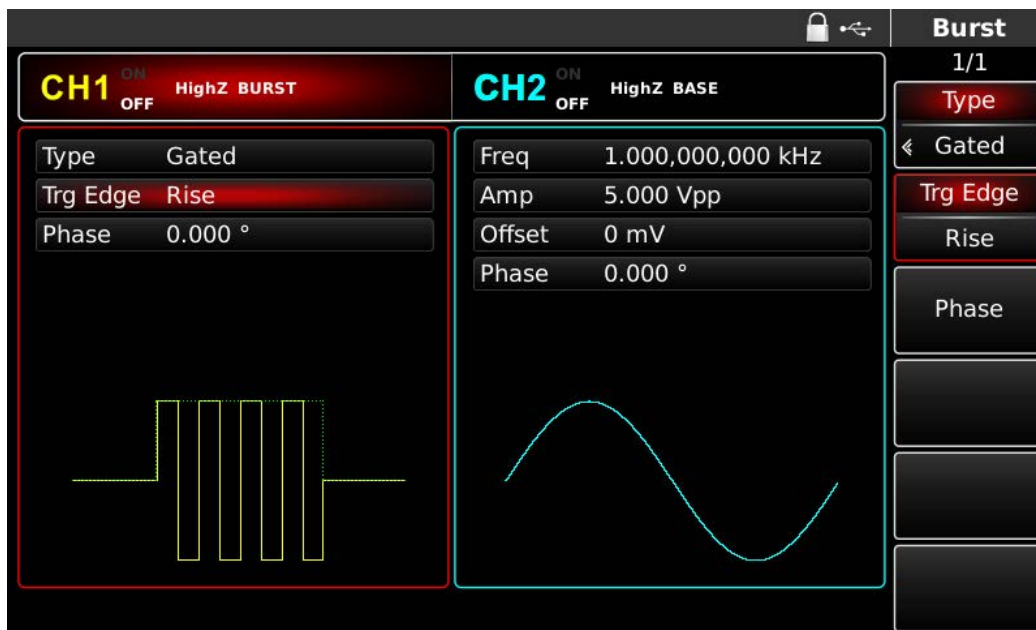 Burst
1/1
CH1 ON OFF HighZ BURST
CH2 ON OFF HighZ BASE
Type Gated
Trg Edge Rise
Phase 0.000 °
Freq 1.000,000,000 kHz
Amp 5.000 Vpp
Offset 0 mV
Phase 0.000 °
Type
Gated
Trg Edge
Rise
Phase